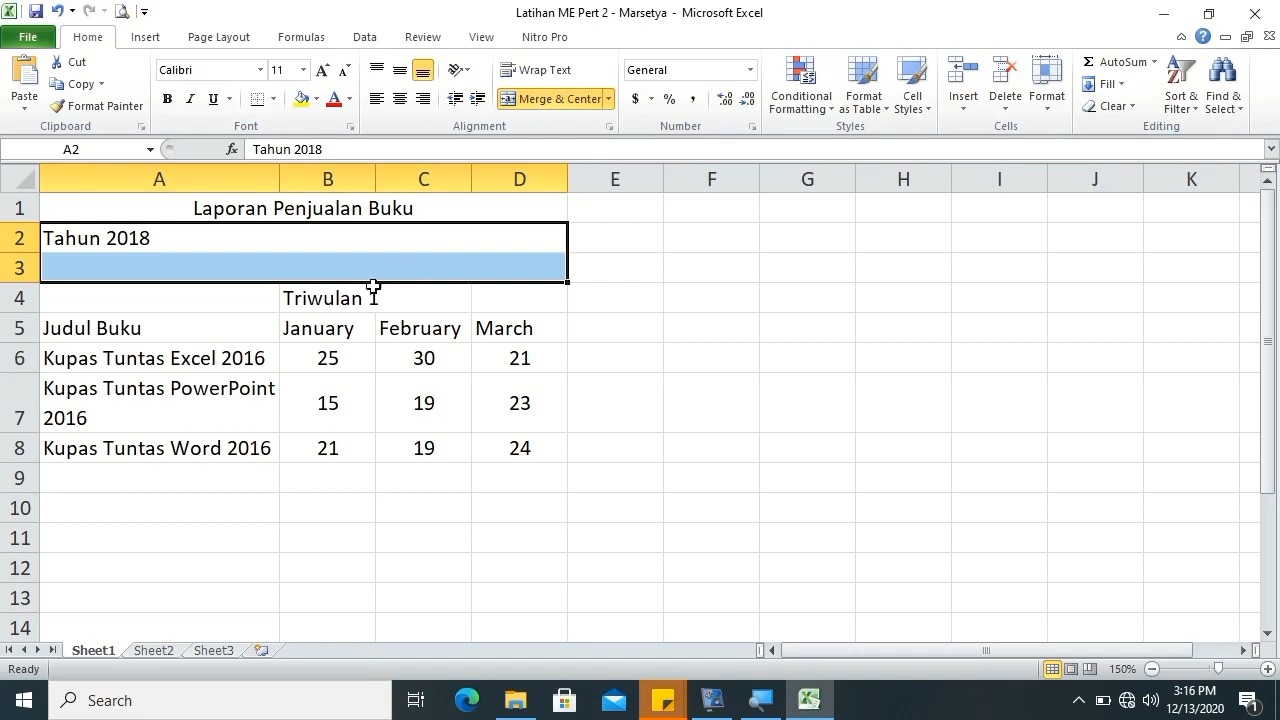 Latihan ME Pert 2 - Marsetya - Microsoft Excel
File Home Insert Page Layout Formulas Data Review View Nitro Pro
Paste
Cut
Copy
Format Painter
Clipboard
Calibri 11
B I U
Font
Wrap Text
Merge & Center
Alignment
General
$ % ,
Number
Conditional Formatting
Format as Table
Cell Styles
Styles
Insert Delete Format
Cells
AutoSum
Fill
Clear
Sort & Filter
Find & Select
Editing
A2 fx Tahun 2018
A B C D E F G H I J K
1 Laporan Penjualan Buku
2 Tahun 2018
3
4 Triwulan 1
5 Judul Buku January February March
6 Kupas Tuntas Excel 2016 25 30 21
7 Kupas Tuntas PowerPoint 2016 15 19 23
8 Kupas Tuntas Word 2016 21 19 24
9
10
11
12
13
14
Sheet1 Sheet2 Sheet3
Ready 150%
Search 3:16 PM
12/13/2020
1